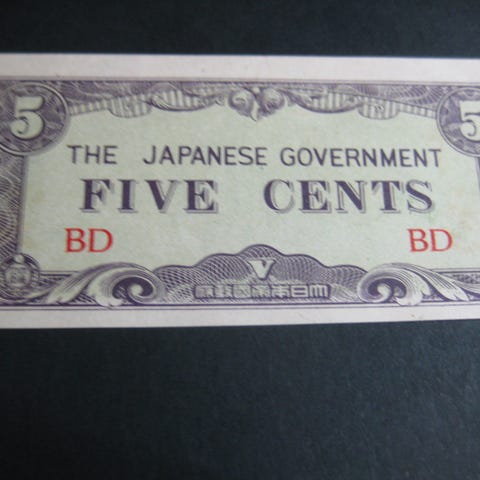 5 5
THE JAPANESE GOVERNMENT
FIVE CENTS
BD BD
V
大日本帝國政府